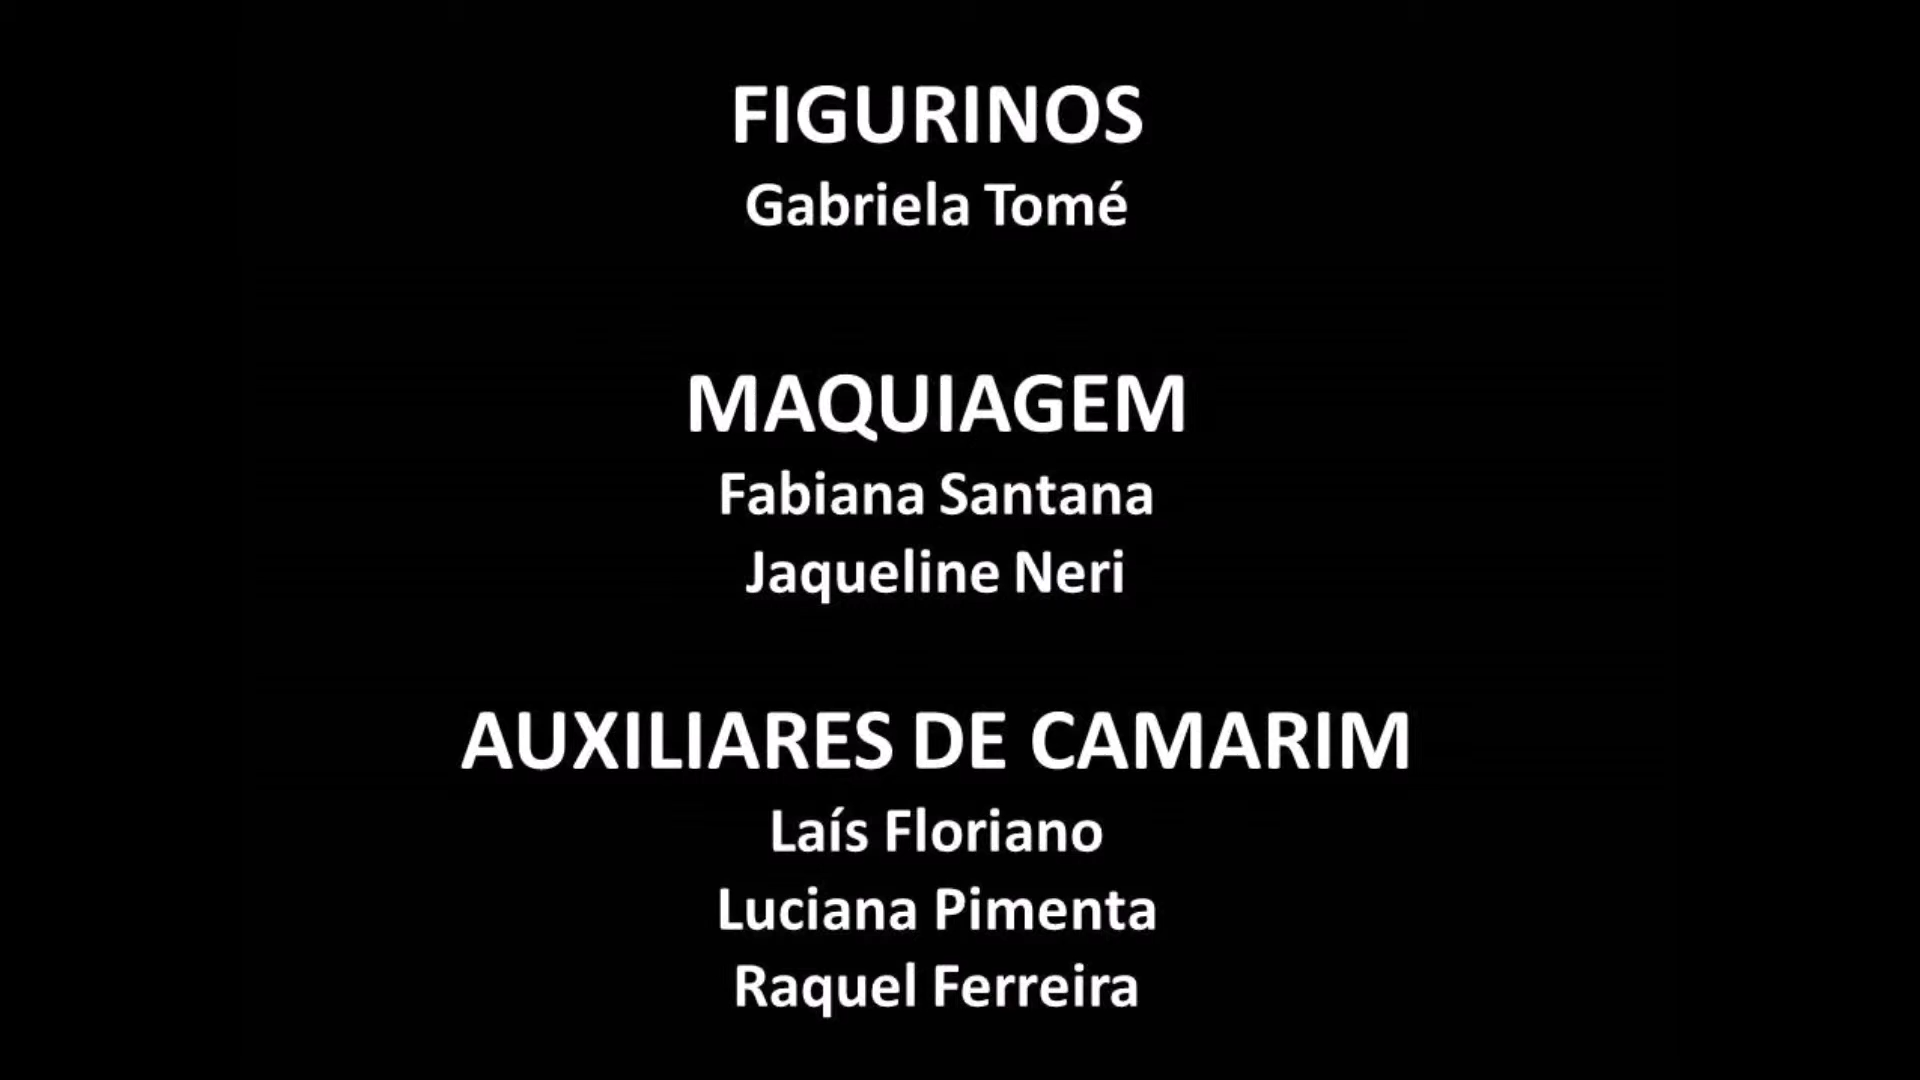 FIGURINOS
Gabriela Tomé
MAQUIAGEM
Fabiana Santana
Jaqueline Neri
AUXILIARES DE CAMARIM
Laís Floriano
Luciana Pimenta
Raquel Ferreira